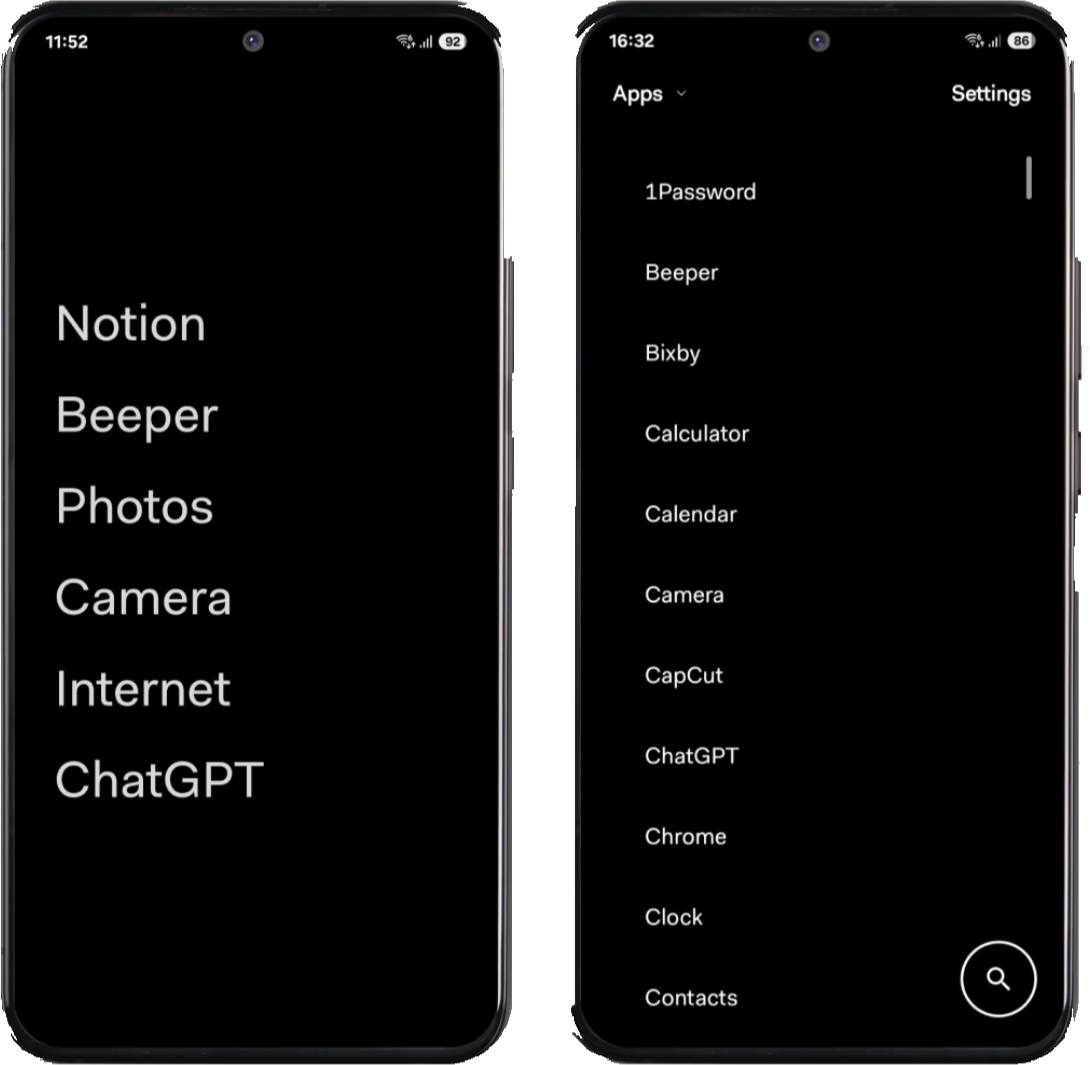 11:52
92
Notion
Beeper
Photos
Camera
Internet
ChatGPT
16:32
86
Apps
Settings
1Password
Beeper
Bixby
Calculator
Calendar
Camera
CapCut
ChatGPT
Chrome
Clock
Contacts